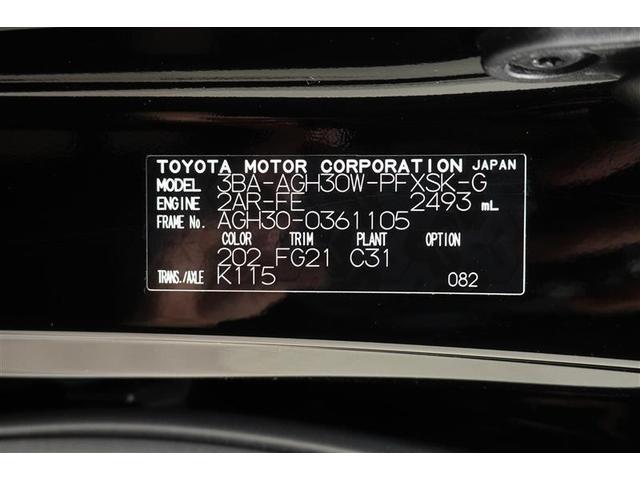 TOYOTA MOTOR CORPORATION JAPAN
MODEL 3BA-AGH30W-PFXSK-G
ENGINE 2AR-FE 2493 mL
FRAME No. AGH30-0361105
COLOR TRIM PLANT OPTION
202 FG21 C31
TRANS./AXLE K115 082